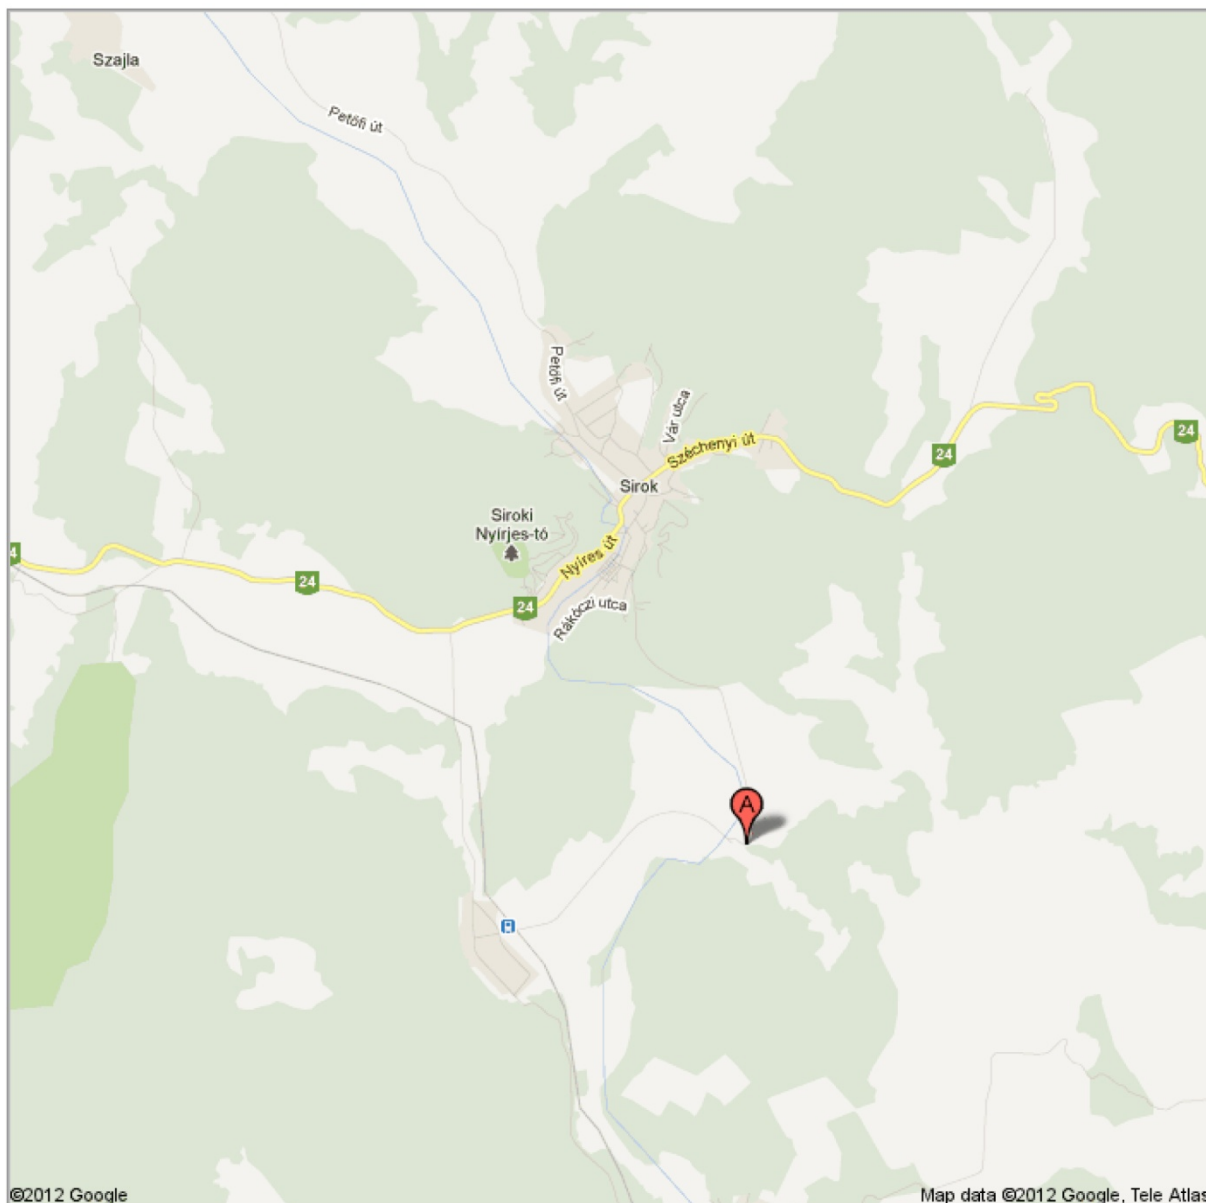 Szajla
Petőfi út
Petőfi út
Vár utca
Széchenyi út
24
24
Sirok
Siroki
Nyírjes-tó
Nyíres út
4
24
24
Rákóczi utca
A
©2012 Google
Map data ©2012 Google, Tele Atlas